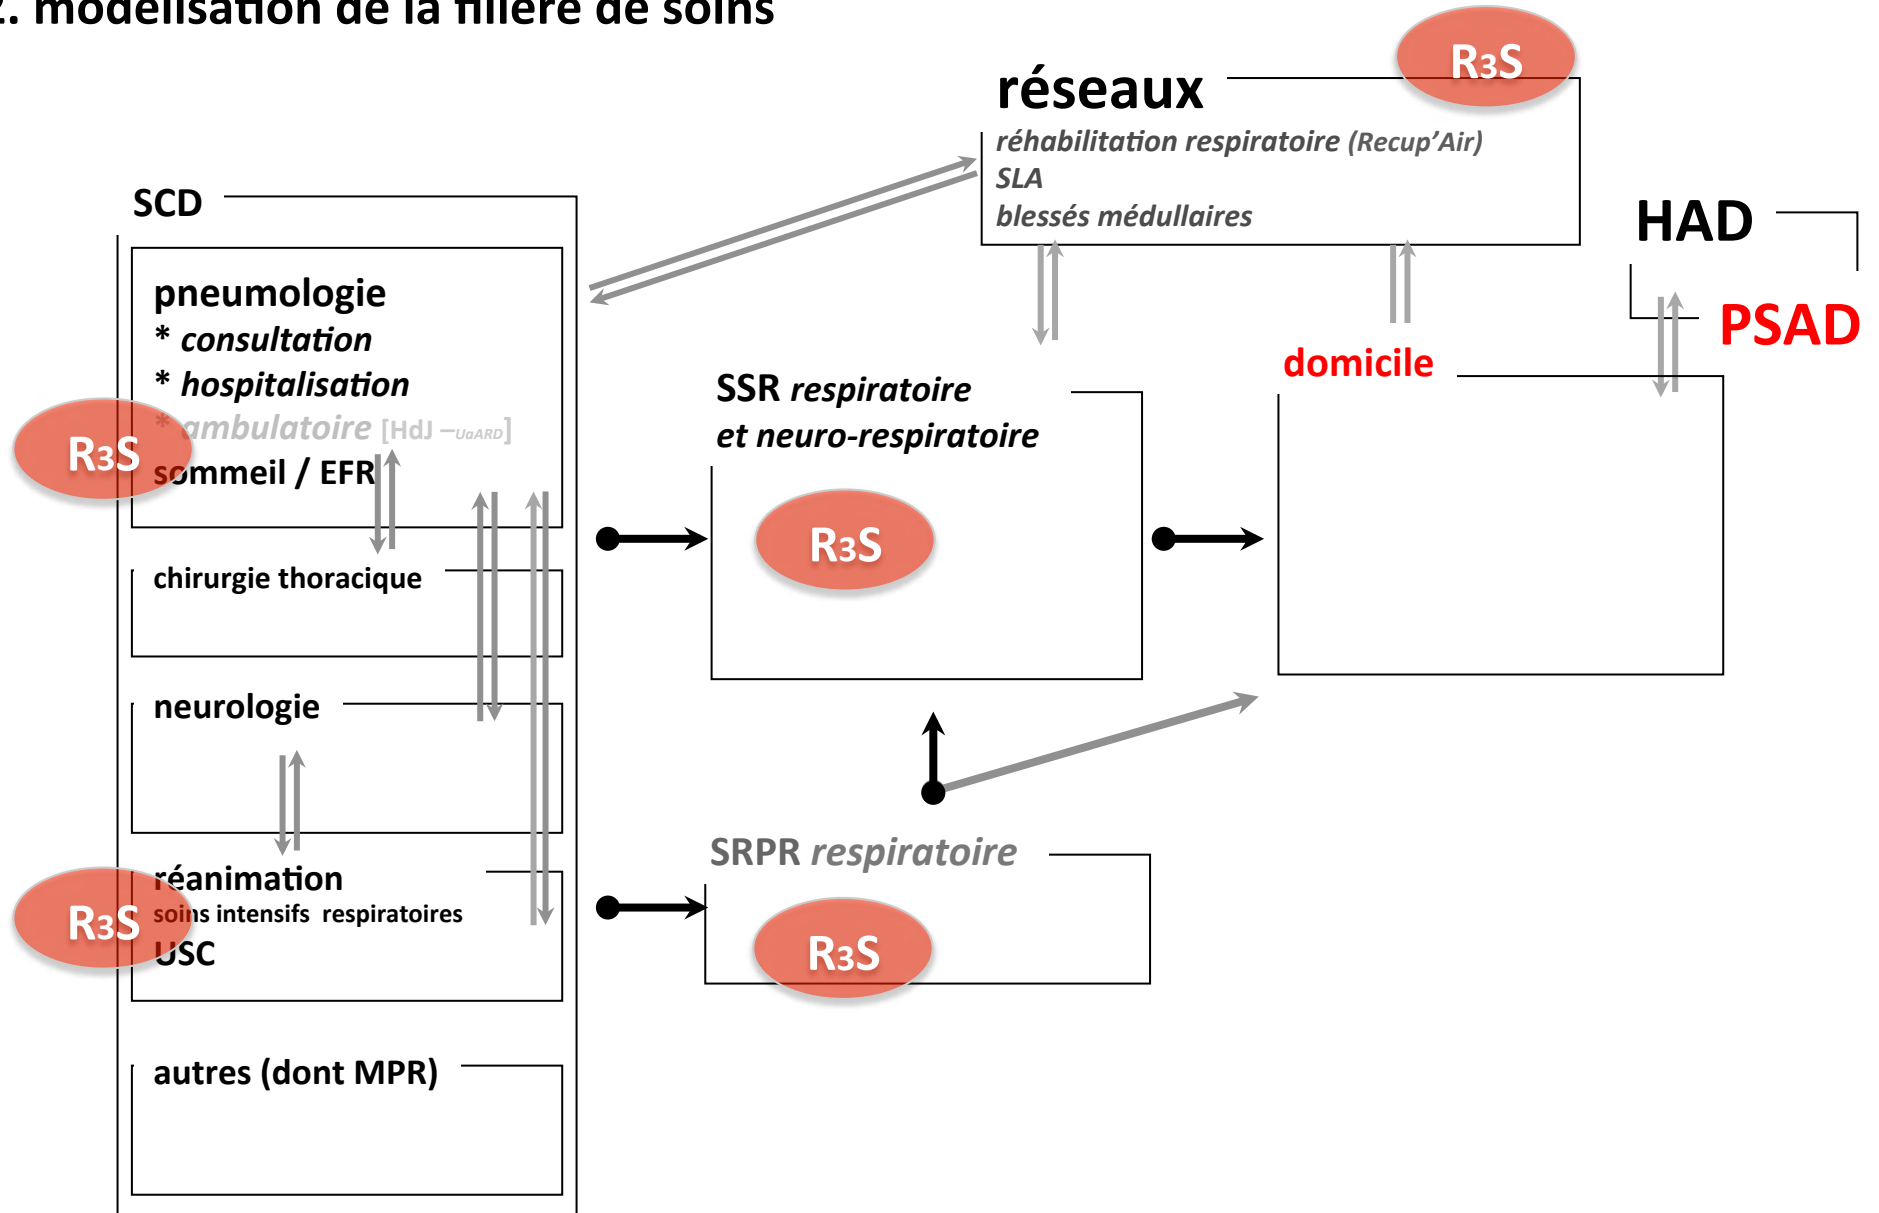 2. modélisation de la filière de soins
R3S
réseaux
réhabilitation respiratoire (Recup’Air)
SLA
blessés médullaires
HAD
PSAD
SCD
pneumologie
* consultation
* hospitalisation
* ambulatoire [HdJ –UaARD]
sommeil / EFR
R3S
chirurgie thoracique
neurologie
réanimation
soins intensifs respiratoires
USC
R3S
autres (dont MPR)
SSR respiratoire
et neuro-respiratoire
R3S
domicile
SRPR respiratoire
R3S